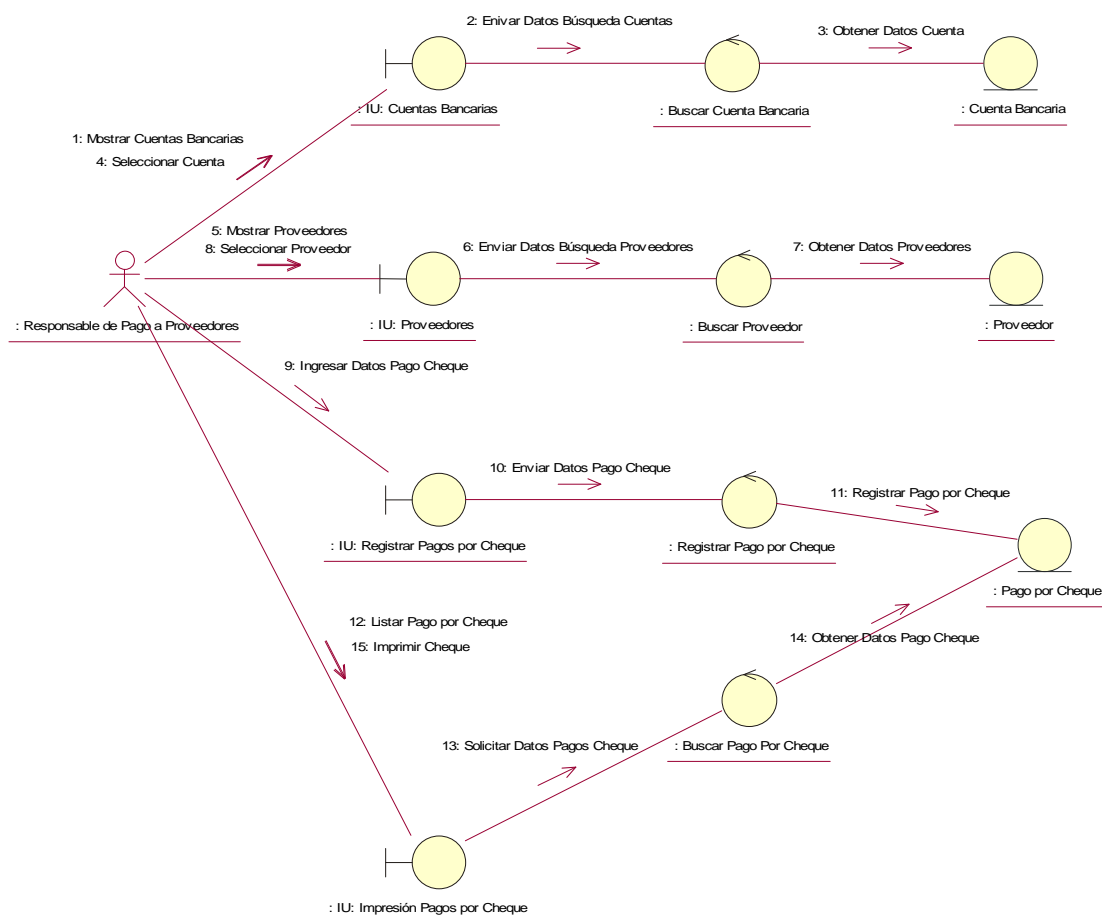 2: Enivar Datos Búsqueda Cuentas
3: Obtener Datos Cuenta
: IU: Cuentas Bancarias
: Buscar Cuenta Bancaria
: Cuenta Bancaria
1: Mostrar Cuentas Bancarias
4: Seleccionar Cuenta
5: Mostrar Proveedores
8: Seleccionar Proveedor
6: Enviar Datos Búsqueda Proveedores
7: Obtener Datos Proveedores
: Responsable de Pago a Proveedores
: IU: Proveedores
: Buscar Proveedor
: Proveedor
9: Ingresar Datos Pago Cheque
10: Enviar Datos Pago Cheque
11: Registrar Pago por Cheque
: IU: Registrar Pagos por Cheque
: Registrar Pago por Cheque
: Pago por Cheque
12: Listar Pago por Cheque
15: Imprimir Cheque
14: Obtener Datos Pago Cheque
13: Solicitar Datos Pagos Cheque
: Buscar Pago Por Cheque
: IU: Impresión Pagos por Cheque